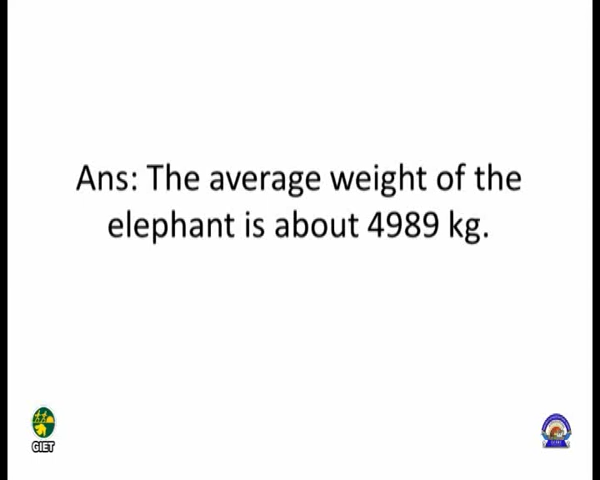 Ans: The average weight of the
elephant is about 4989 kg.
GIET